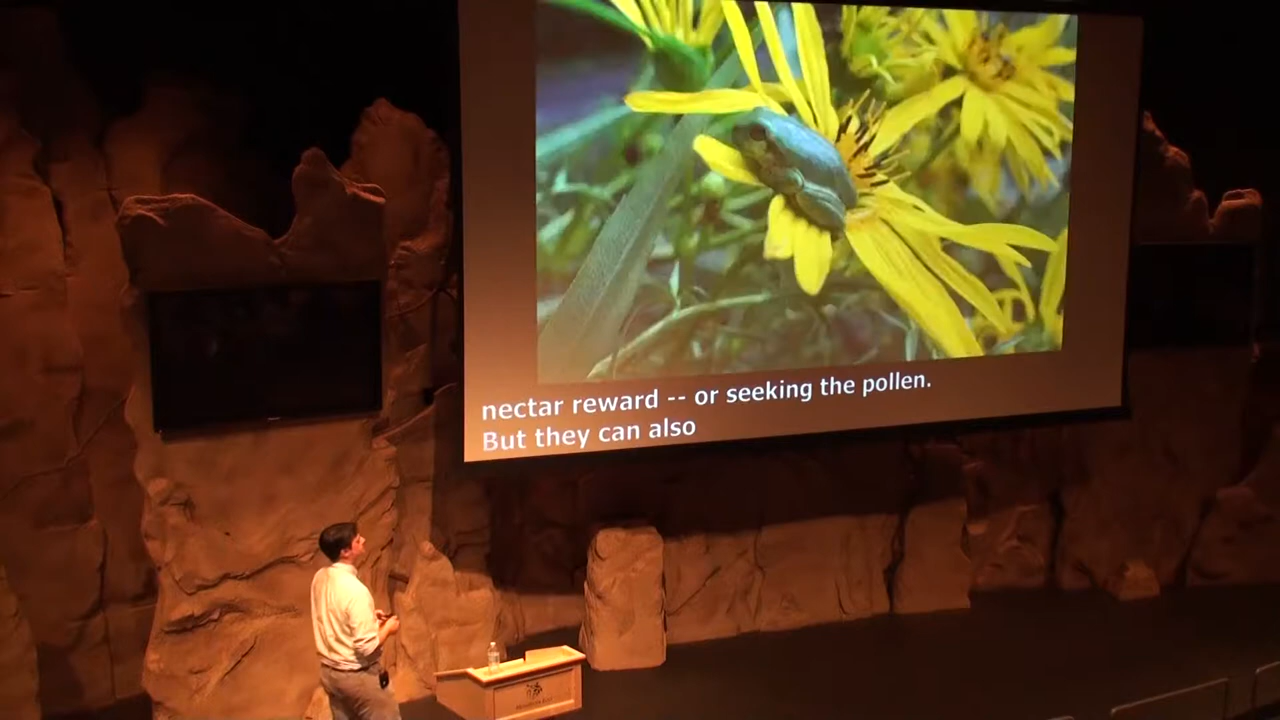 nectar reward -- or seeking the pollen.
But they can also